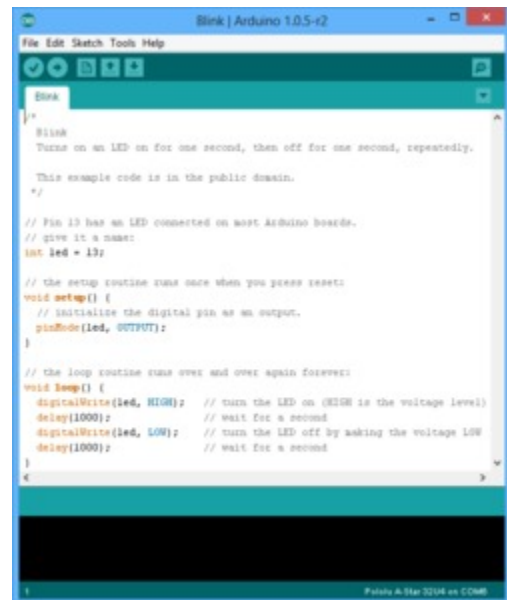 Blink | Arduino 1.0.5-r2
File Edit Sketch Tools Help
Blink
/*
  Blink
  Turns on an LED on for one second, then off for one second, repeatedly.

  This example code is in the public domain.
 */

// Pin 13 has an LED connected on most Arduino boards.
// give it a name:
int led = 13;

// the setup routine runs once when you press reset:
void setup() {
  // initialize the digital pin as an output.
  pinMode(led, OUTPUT);
}

// the loop routine runs over and over again forever:
void loop() {
  digitalWrite(led, HIGH);   // turn the LED on (HIGH is the voltage level)
  delay(1000);               // wait for a second
  digitalWrite(led, LOW);    // turn the LED off by making the voltage LOW
  delay(1000);               // wait for a second
}
1 Pololu A-Star 32U4 on COM8